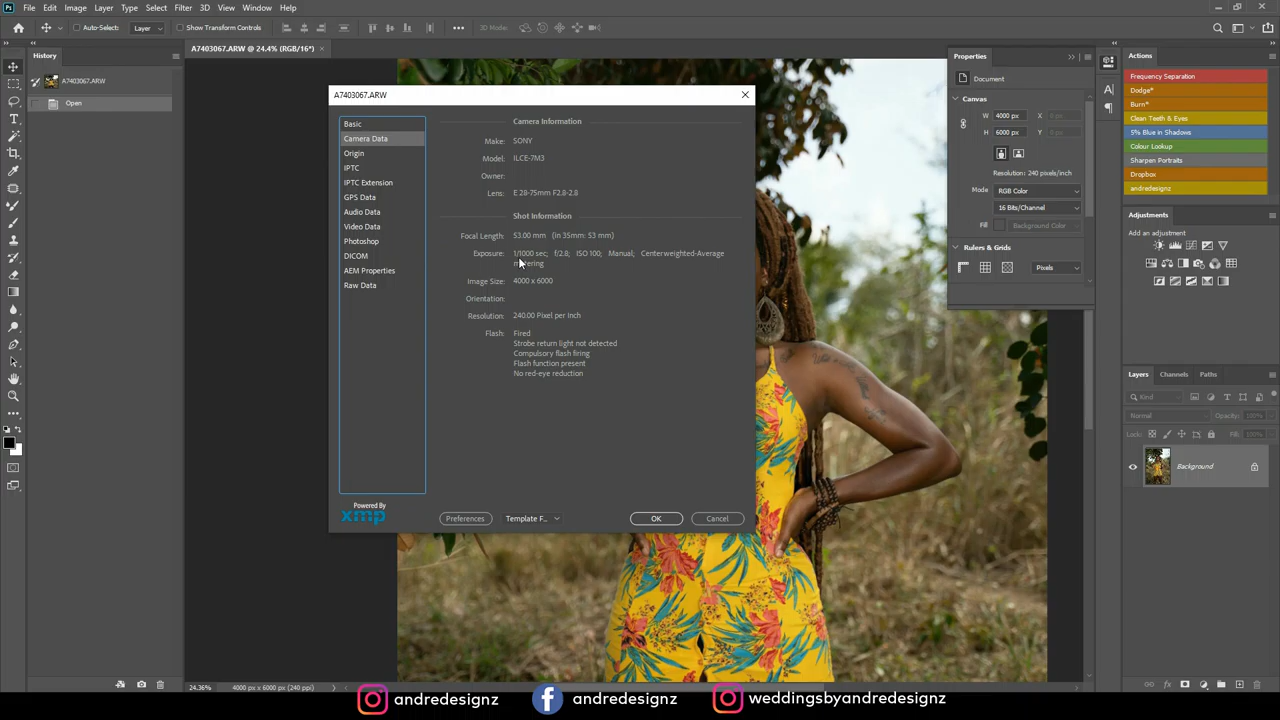 Ps File Edit Image Layer Type Select Filter 3D View Window Help
Auto-Select: Layer Show Transform Controls 3D Mode:
A7403067.ARW @ 24.4% (RGB/16*) ×
History
A7403067.ARW
Open
A7403067.ARW
Basic
Camera Data
Origin
IPTC
IPTC Extension
GPS Data
Audio Data
Video Data
Photoshop
DICOM
AEM Properties
Raw Data
Powered By
xmp
Camera Information
Make: SONY
Model: ILCE-7M3
Owner:
Lens: E 28-75mm F2.8-2.8
Shot Information
Focal Length: 53.00 mm (in 35mm: 53 mm)
Exposure: 1/1000 sec; f/2.8; ISO 100; Manual; Centerweighted-Average
metering
Image Size: 4000 x 6000
Orientation:
Resolution: 240.00 Pixel per Inch
Flash: Fired
Strobe return light not detected
Compulsory flash firing
Flash function present
No red-eye reduction
Preferences Template F... OK Cancel
Properties
Document
Canvas
W 4000 px X 0 px
H 6000 px Y 0 px
Resolution: 240 pixels/inch
Mode RGB Color
16 Bits/Channel
Fill Background Color
Rulers & Grids
Pixels
Actions
Frequency Separation
Dodge*
Burn*
Clean Teeth & Eyes
5% Blue in Shadows
Colour Lookup
Sharpen Portraits
Dropbox
andredesignz
Adjustments
Add an adjustment
Layers Channels Paths
Kind
Normal Opacity: 100%
Lock: Fill: 100%
Background
24.36% 4000 px x 6000 px (240 ppi)
andredesignz andredesignz weddingsbyandredesignz